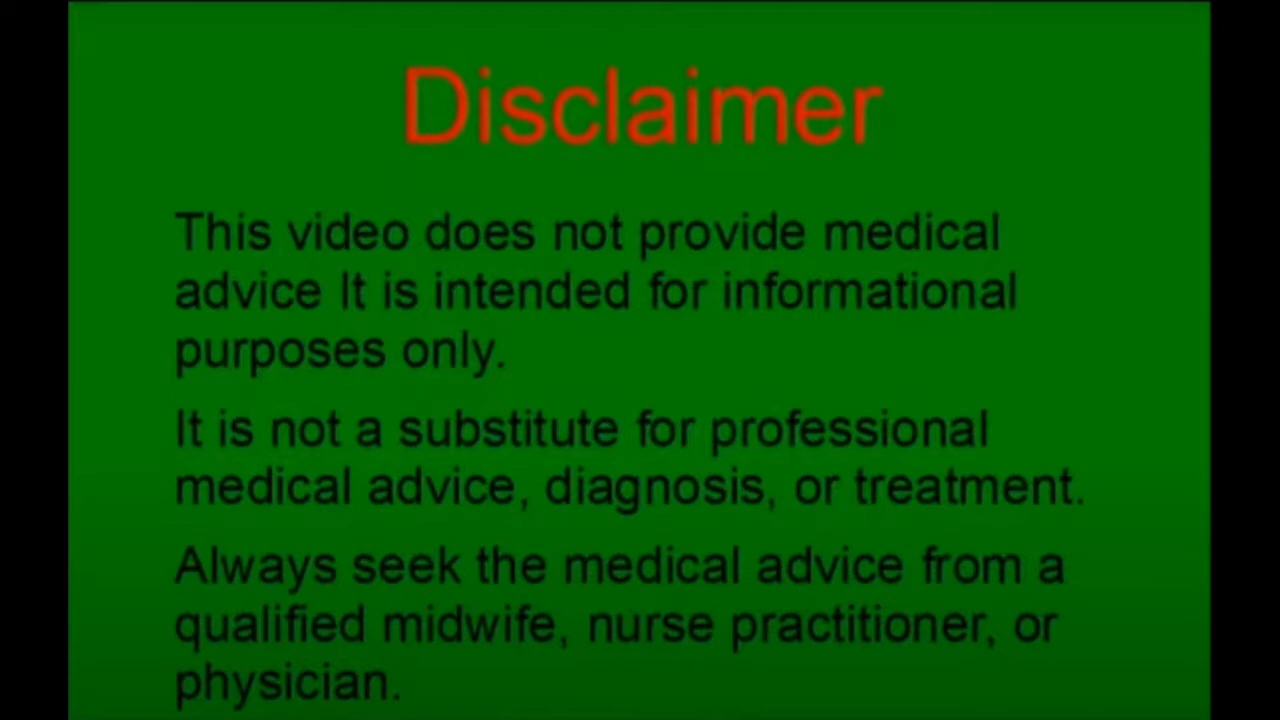 Disclaimer
This video does not provide medical
advice It is intended for informational
purposes only.
It is not a substitute for professional
medical advice, diagnosis, or treatment.
Always seek the medical advice from a
qualified midwife, nurse practitioner, or
physician.